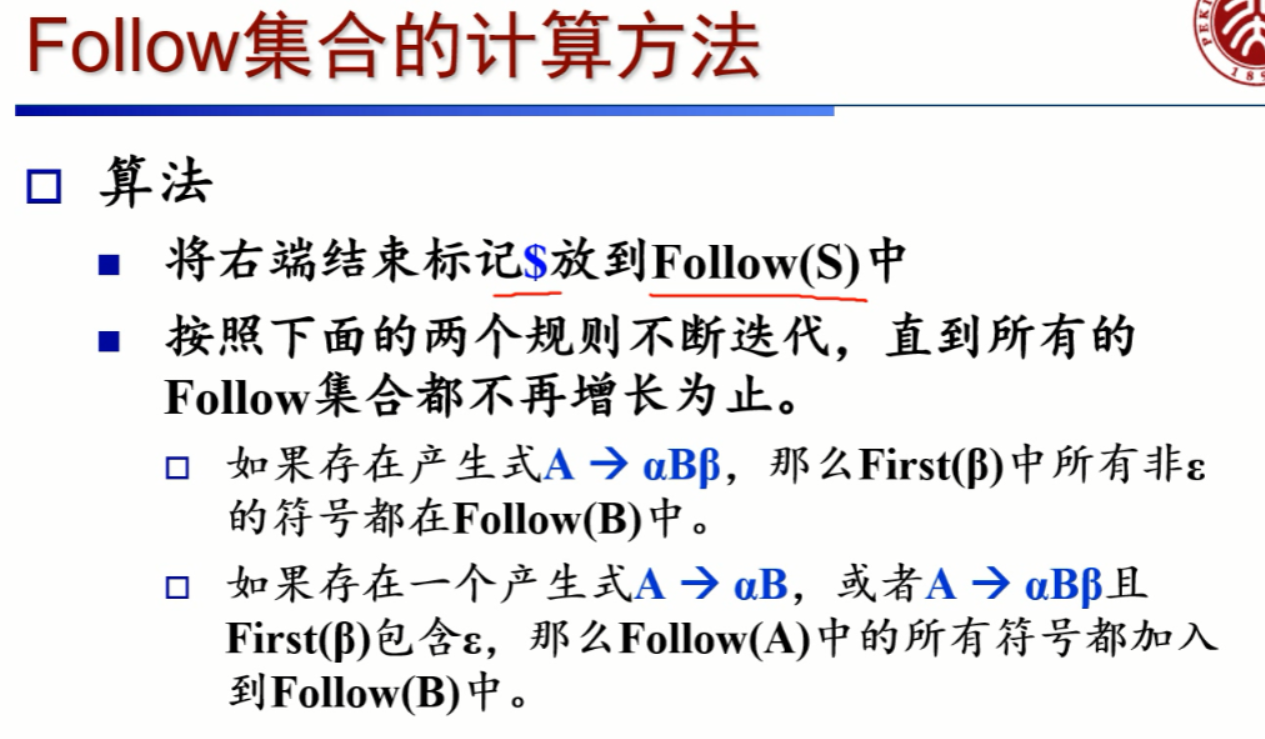 Follow集合的计算方法
PEKI
189
算法
将右端结束标记$放到Follow(S)中
按照下面的两个规则不断迭代，直到所有的
Follow集合都不再增长为止。
如果存在产生式A → αBβ，那么First(β)中所有非ε
的符号都在Follow(B)中。
如果存在一个产生式A → αB，或者A → αBβ且
First(β)包含ε，那么Follow(A)中的所有符号都加入
到Follow(B)中。